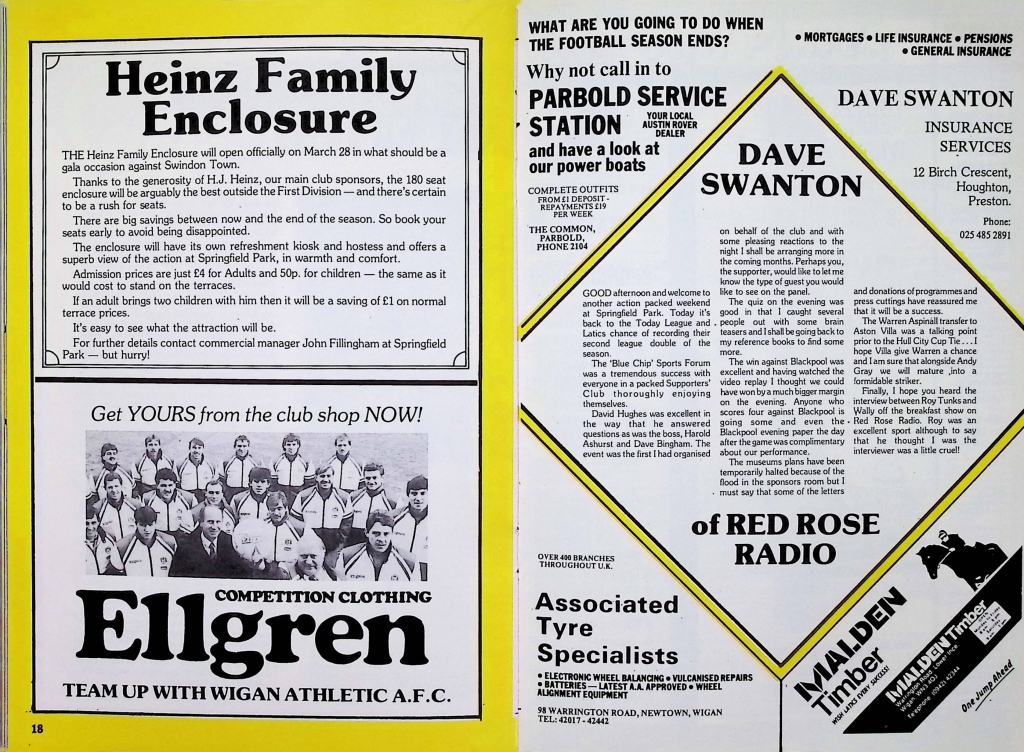 Heinz Family
Enclosure
THE Heinz Family Enclosure will open officially on March 28 in what should be a
gala occasion against Swindon Town.
Thanks to the generosity of H.J. Heinz, our main club sponsors, the 180 seat
enclosure will be arguably the best outside the First Division — and there's certain
to be a rush for seats.
There are big savings between now and the end of the season. So book your
seats early to avoid being disappointed.
The enclosure will have its own refreshment kiosk and hostess and offers a
superb view of the action at Springfield Park, in warmth and comfort.
Admission prices are just £4 for Adults and 50p. for children — the same as it
would cost to stand on the terraces.
If an adult brings two children with him then it will be a saving of £1 on normal
terrace prices.
It's easy to see what the attraction will be.
For further details contact commercial manager John Fillingham at Springfield
Park — but hurry!
Get YOURS from the club shop NOW!
COMPETITION CLOTHING
Ellgren
TEAM UP WITH WIGAN ATHLETIC A.F.C.
18
WHAT ARE YOU GOING TO DO WHEN
THE FOOTBALL SEASON ENDS?
Why not call in to
PARBOLD SERVICE
STATION
YOUR LOCAL
AUSTIN ROVER
DEALER
and have a look at
our power boats
COMPLETE OUTFITS
FROM £1 DEPOSIT -
REPAYMENTS £19
PER WEEK
THE COMMON,
PARBOLD,
PHONE 2104
• MORTGAGES • LIFE INSURANCE • PENSIONS
• GENERAL INSURANCE
DAVE SWANTON
INSURANCE
SERVICES
12 Birch Crescent,
Houghton,
Preston.
Phone:
025 485 2891
DAVE
SWANTON
GOOD afternoon and welcome to
another action packed weekend
at Springfield Park. Today it's
back to the Today League and
Latics chance of recording their
second league double of the
season.
The 'Blue Chip' Sports Forum
was a tremendous success with
everyone in a packed Supporters'
Club thoroughly enjoying
themselves.
David Hughes was excellent in
the way that he answered
questions as was the boss, Harold
Ashurst and Dave Bingham. The
event was the first I had organised
on behalf of the club and with
some pleasing reactions to the
night I shall be arranging more in
the coming months. Perhaps you,
the supporter, would like to let me
know the type of guest you would
like to see on the panel.
The quiz on the evening was
good in that I caught several
people out with some brain
teasers and I shall be going back to
my reference books to find some
more.
The win against Blackpool was
excellent and having watched the
video replay I thought we could
have won by a much bigger margin
on the evening. Anyone who
scores four against Blackpool is
going some and even the
Blackpool evening paper the day
after the game was complimentary
about our performance.
The museums plans have been
temporarily halted because of the
flood in the sponsors room but I
must say that some of the letters
and donations of programmes and
press cuttings have reassured me
that it will be a success.
The Warren Aspinall transfer to
Aston Villa was a talking point
prior to the Hull City Cup Tie . . . I
hope Villa give Warren a chance
and I am sure that alongside Andy
Gray we will mature into a
formidable striker.
Finally, I hope you heard the
interview between Roy Tunks and
Wally off the breakfast show on
Red Rose Radio. Roy was an
excellent sport although to say
that he thought I was the
interviewer was a little cruel!
of RED ROSE
RADIO
OVER 400 BRANCHES
THROUGHOUT U.K.
Associated
Tyre
Specialists
• ELECTRONIC WHEEL BALANCING • VULCANISED REPAIRS
• BATTERIES — LATEST A.A. APPROVED • WHEEL
ALIGNMENT EQUIPMENT
98 WARRINGTON ROAD, NEWTOWN, WIGAN
TEL: 42017 - 42442
MALDEN
Timber
WISH LATICS EVERY SUCCESS!
MALDEN Timber
Warrington Road, Lower Ince,
Telephone (0942) 42344
One Jump Ahead